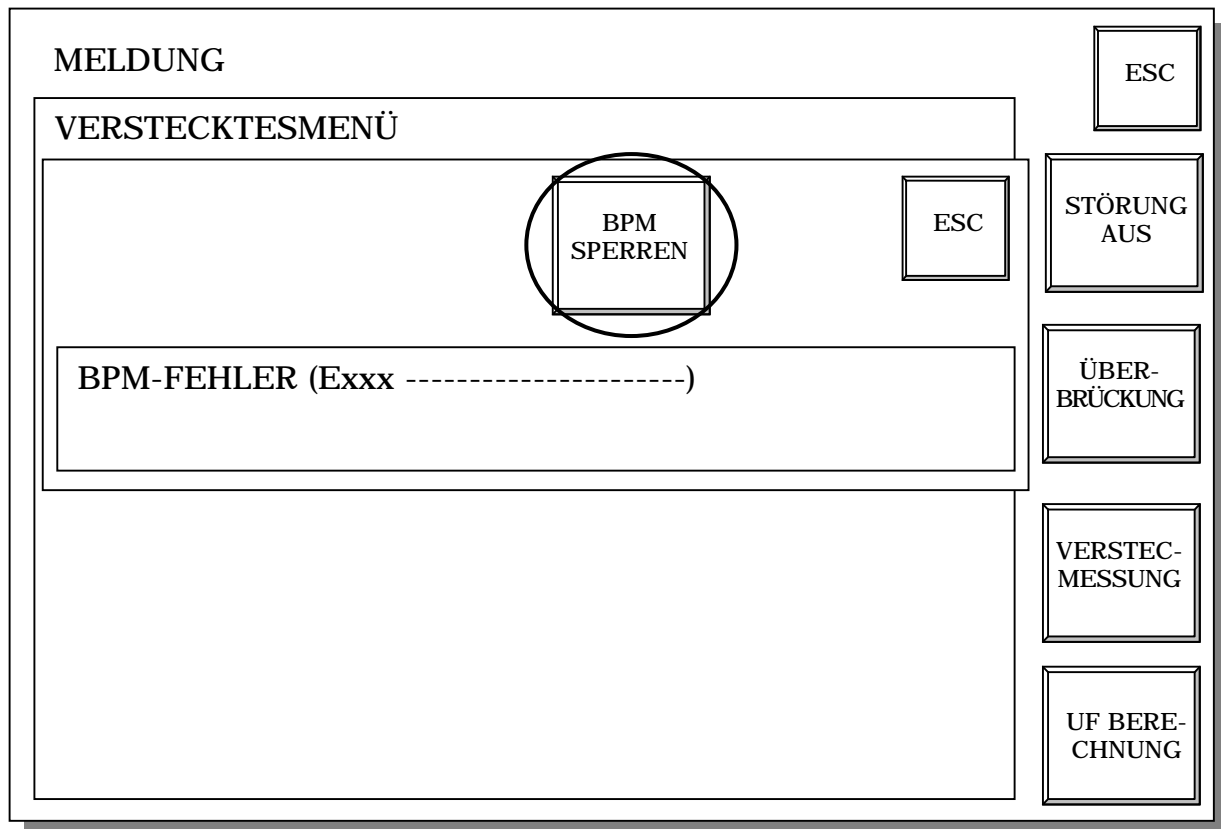 MELDUNG
ESC
VERSTECKTESMENÜ
BPM
SPERREN
ESC
STÖRUNG
AUS
BPM-FEHLER (Exxx ----------------------)
ÜBER-
BRÜCKUNG
VERSTEC-
MESSUNG
UF BERE-
CHNUNG